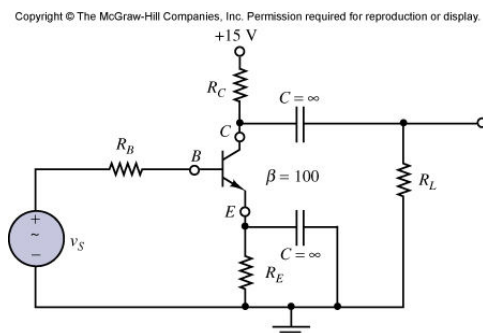 Copyright © The McGraw-Hill Companies, Inc. Permission required for reproduction or display.
+15 V
R_C
C = ∞
C
R_B
B
β = 100
R_L
E
+
~
−
v_S
C = ∞
R_E